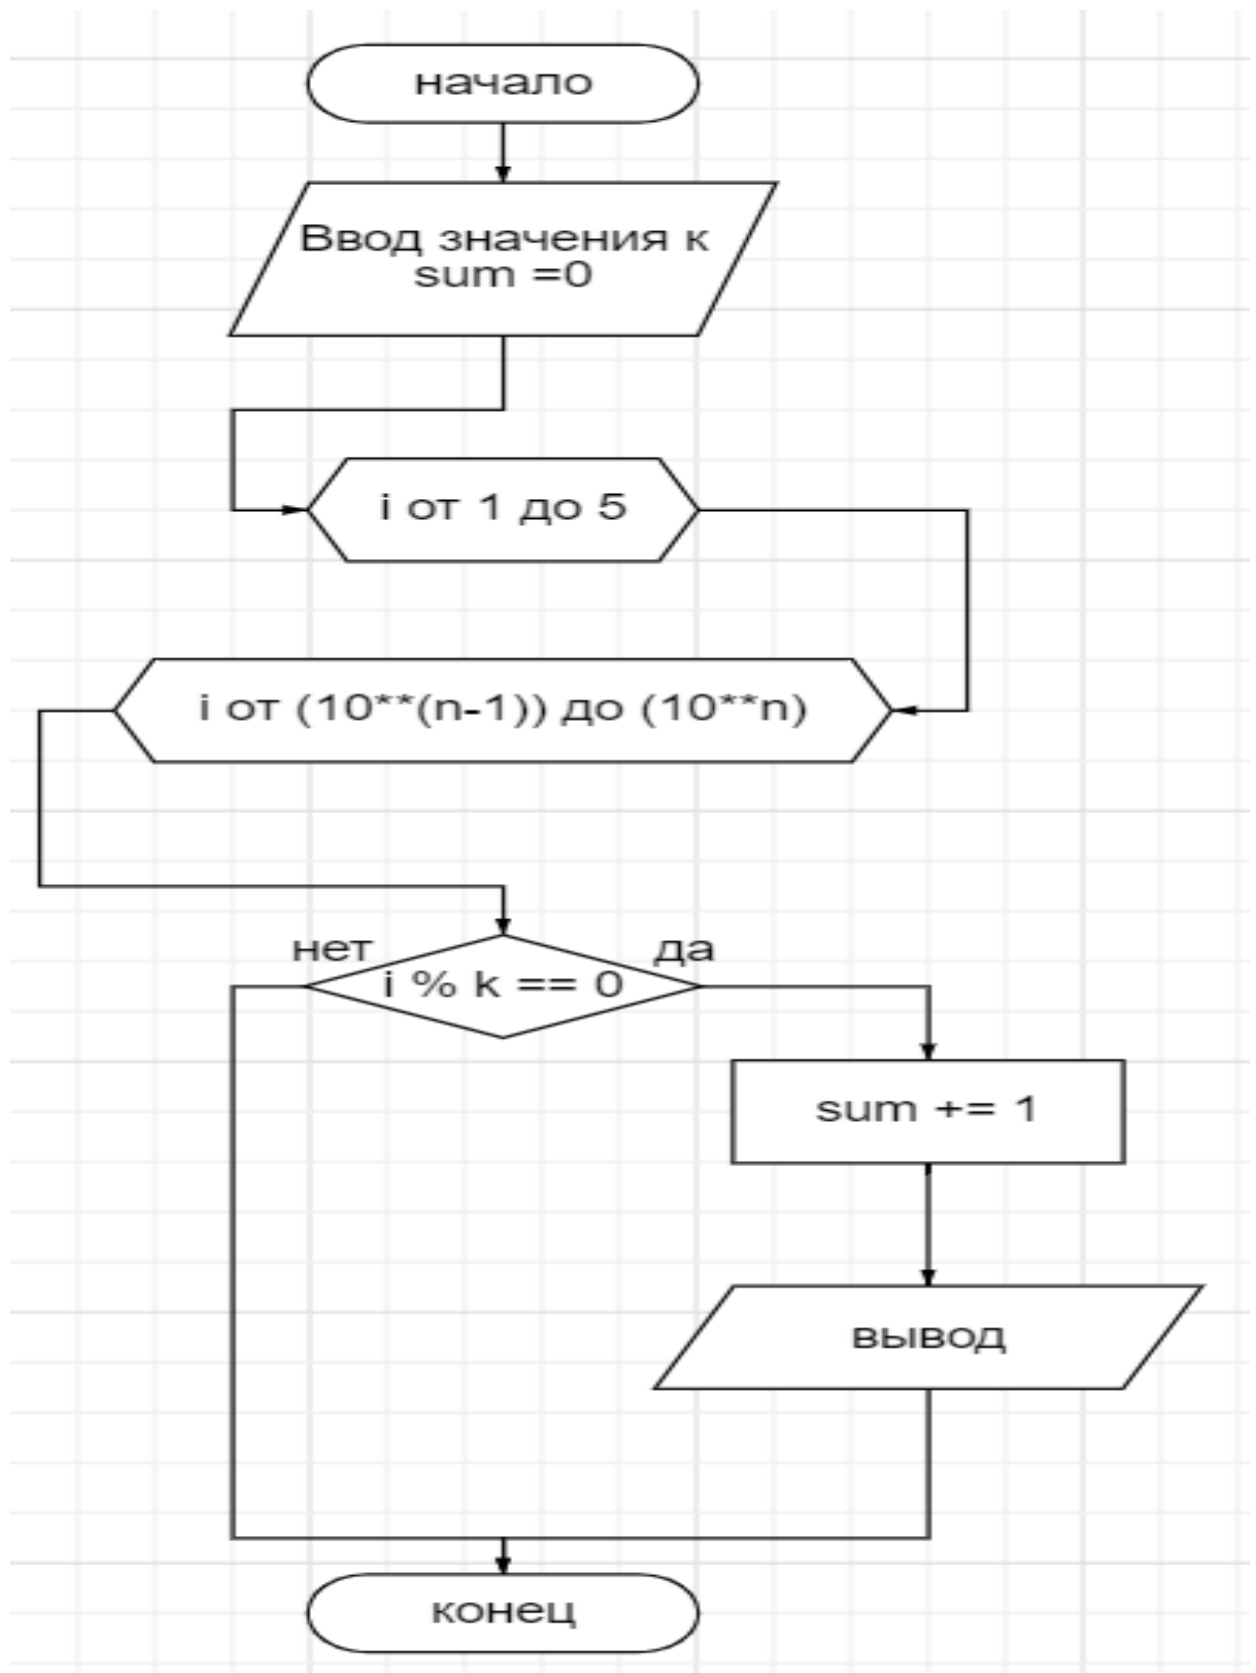 начало
Ввод значения к
sum =0
i от 1 до 5
i от (10**(n-1)) до (10**n)
нет
да
i % k == 0
sum += 1
вывод
конец